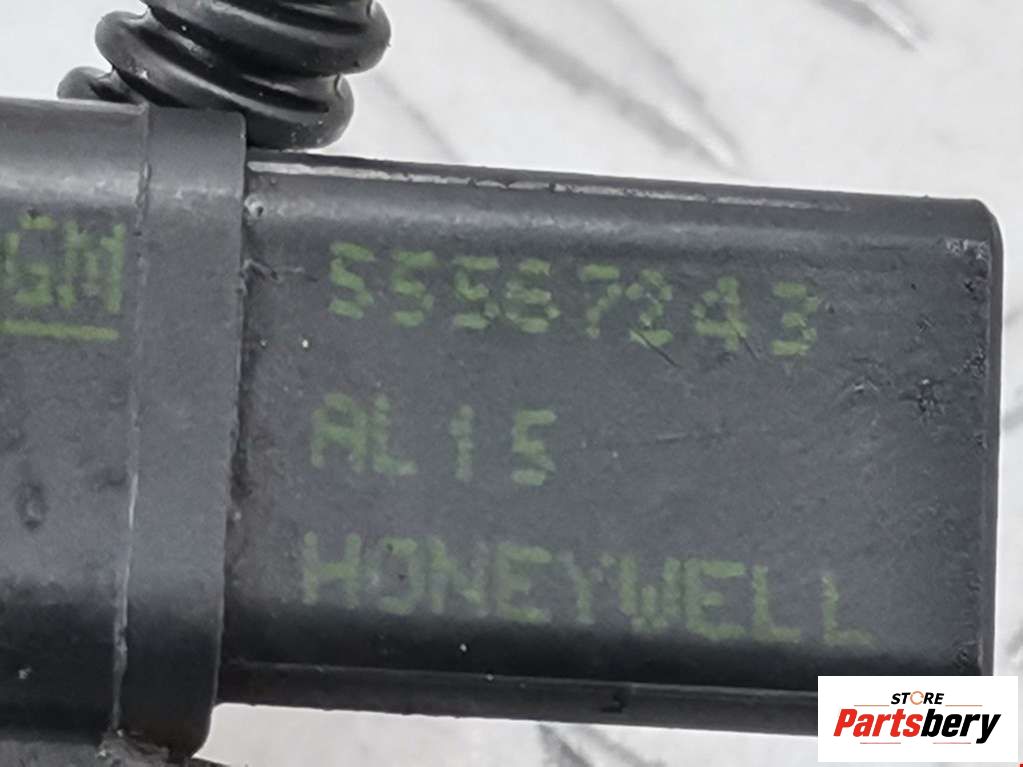 GM 55567243
AL15
HONEYWELL
STORE
Partsbery